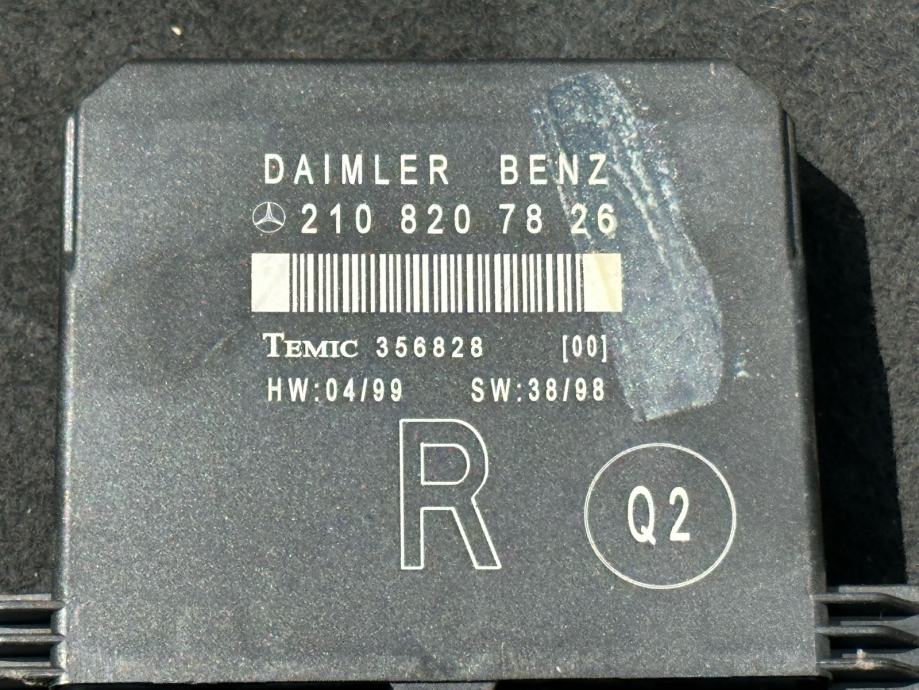 DAIMLER BENZ
210 820 78 26
TEMIC 356828 [00]
HW:04/99 SW:38/98
R
Q2